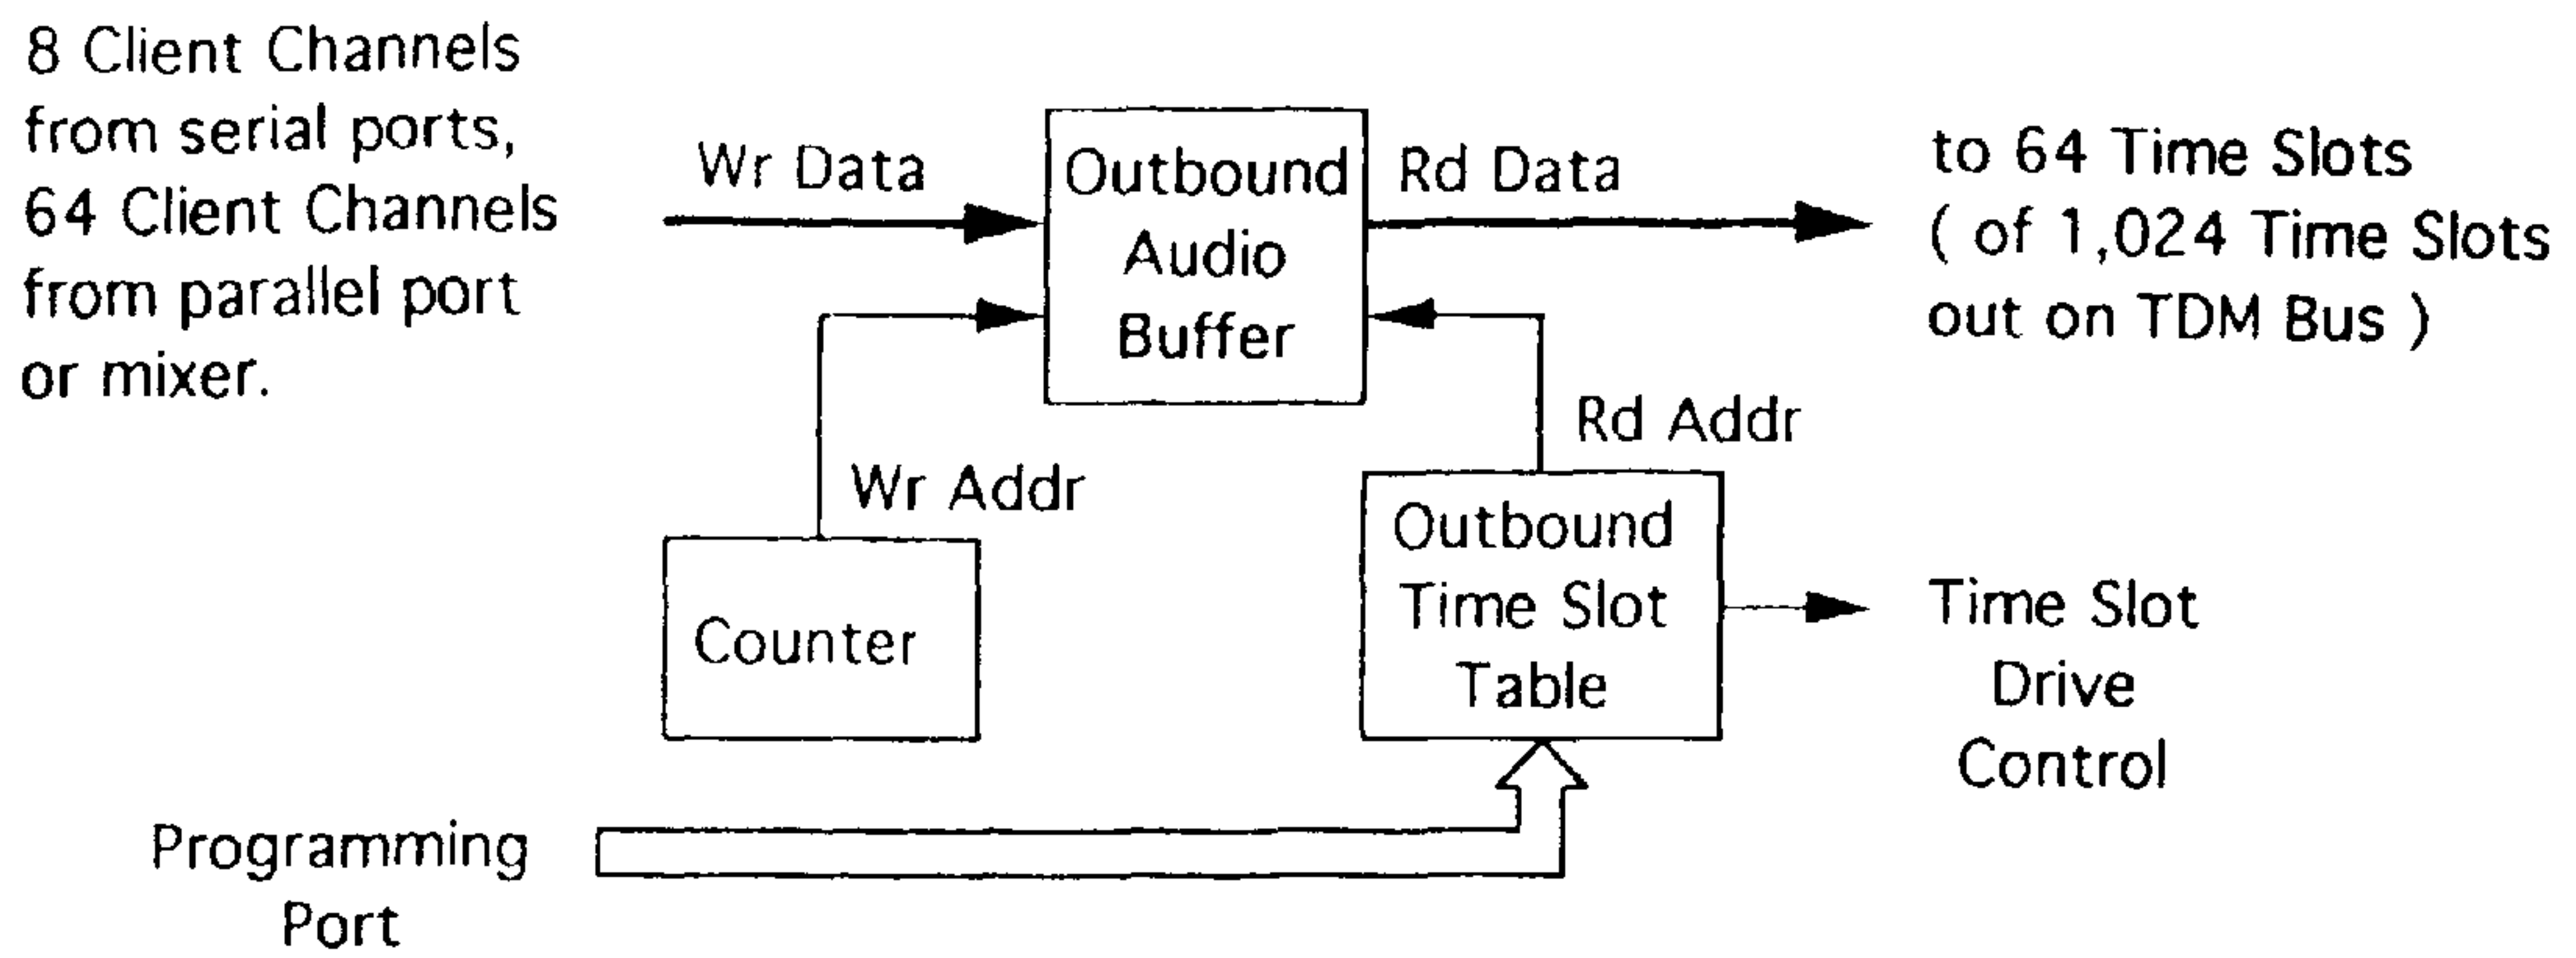 8 Client Channels
from serial ports,
64 Client Channels
from parallel port
or mixer.
Wr Data
Outbound
Audio
Buffer
Rd Data
to 64 Time Slots
( of 1,024 Time Slots
out on TDM Bus )
Wr Addr
Rd Addr
Counter
Outbound
Time Slot
Table
Time Slot
Drive
Control
Programming
Port